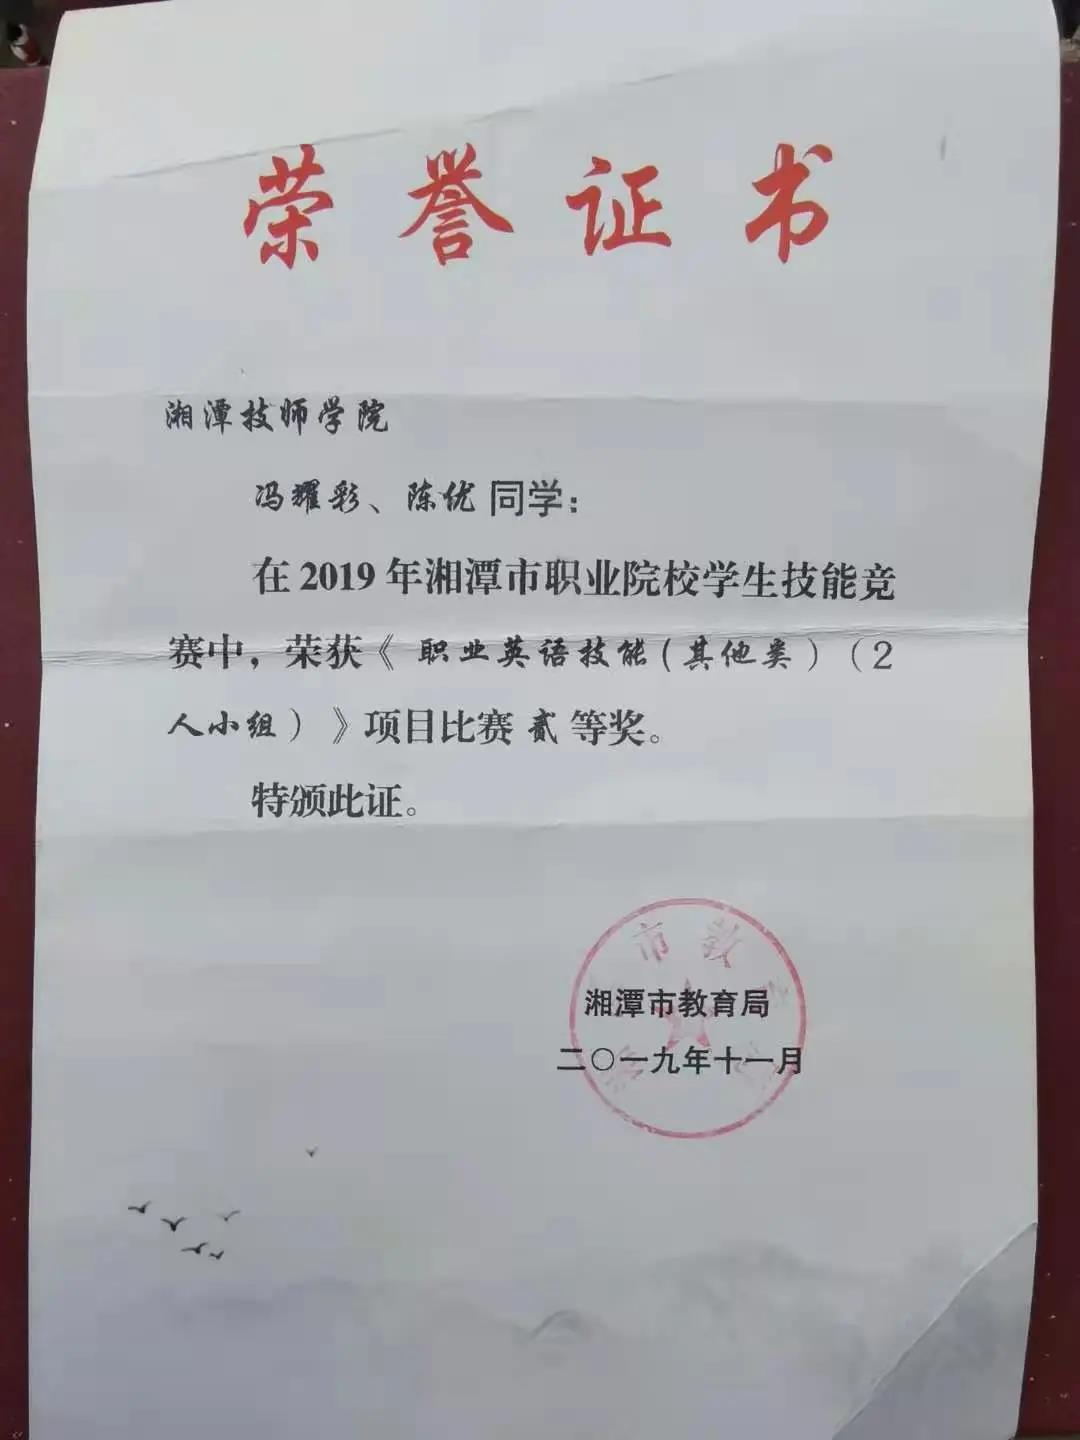 荣誉证书
湘潭技师学院
冯耀彩、陈优同学：
在2019年湘潭市职业院校学生技能竞
赛中，荣获《职业英语技能(其他类)（2
人小组）》项目比赛贰等奖。
特颁此证。
市教
湘潭市教育局
二〇一九年十一月